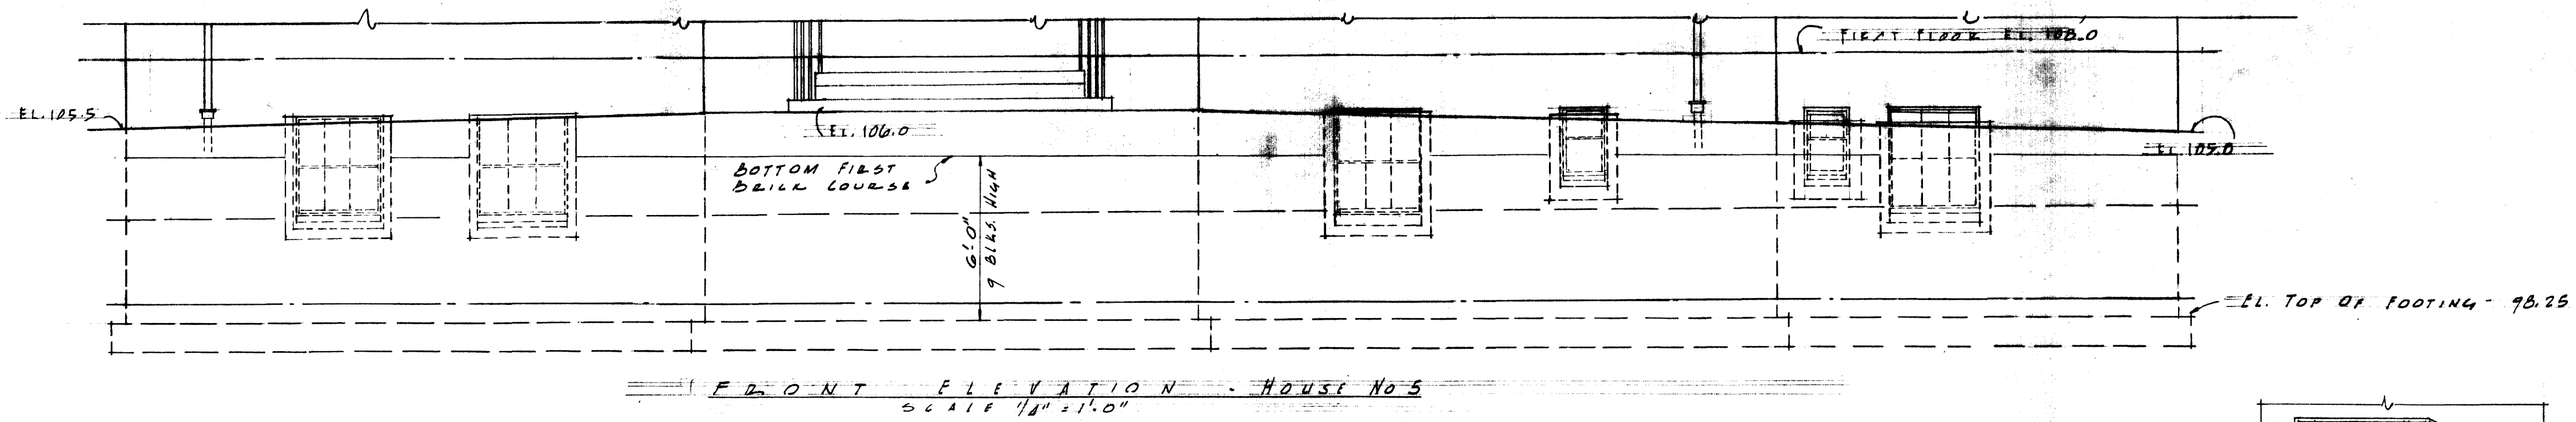 FIRST FLOOR EL. 108.0
EL. 105.5
EL. 106.0
EL. 105.0
BOTTOM FIRST
BRICK COURSE
6'-0"
9 BLKS. HIGH
EL. TOP OF FOOTING - 98.25
FRONT ELEVATION - HOUSE No 5
SCALE 1/4" = 1'-0"